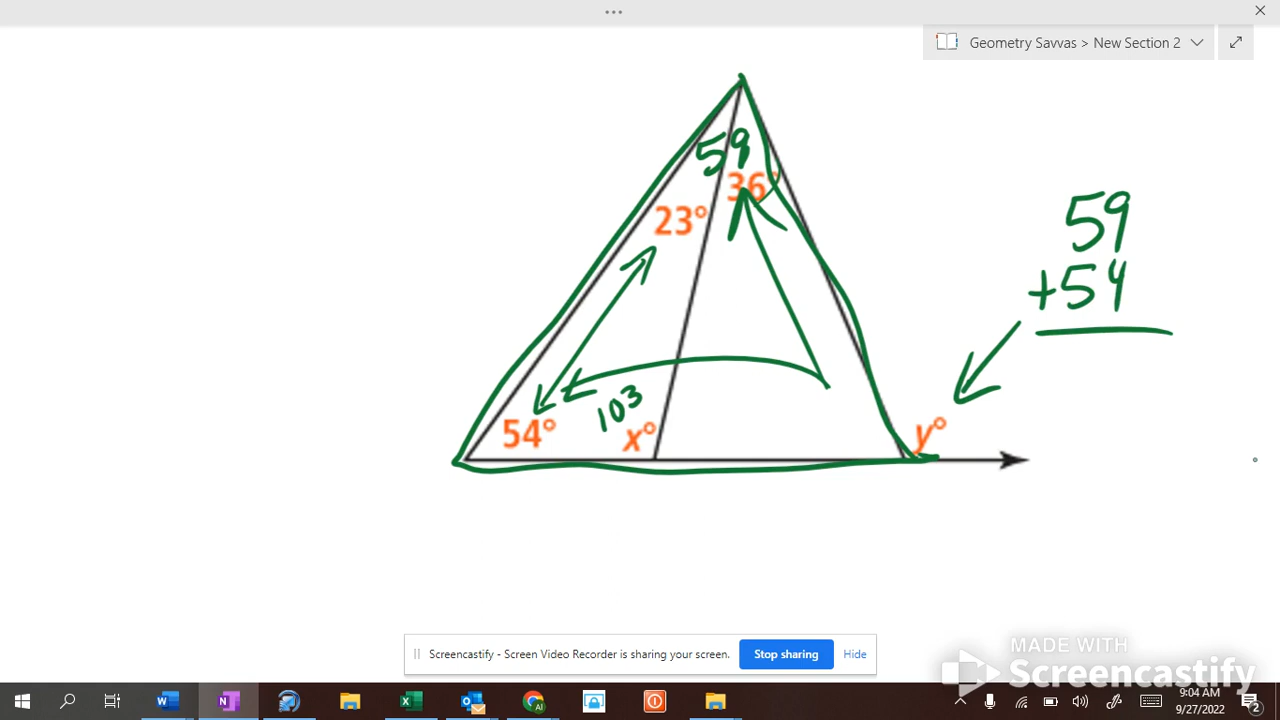 Geometry Savvas > New Section 2
59
36°
23°
59
+54
103
54°
x°
y°
Screencastify - Screen Video Recorder is sharing your screen.
Stop sharing
Hide
MADE WITH
Screencastify
9:04 AM
9/27/2022
2